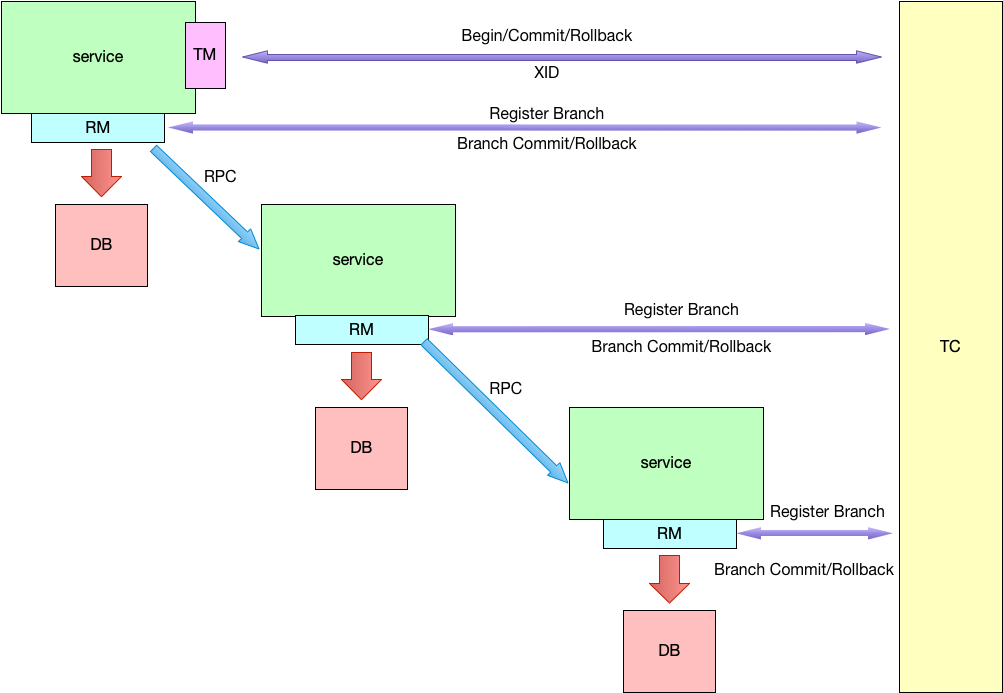 Begin/Commit/Rollback
service
TM
XID
Register Branch
RM
Branch Commit/Rollback
RPC
DB
service
Register Branch
RM
Branch Commit/Rollback
TC
RPC
DB
service
Register Branch
RM
Branch Commit/Rollback
DB